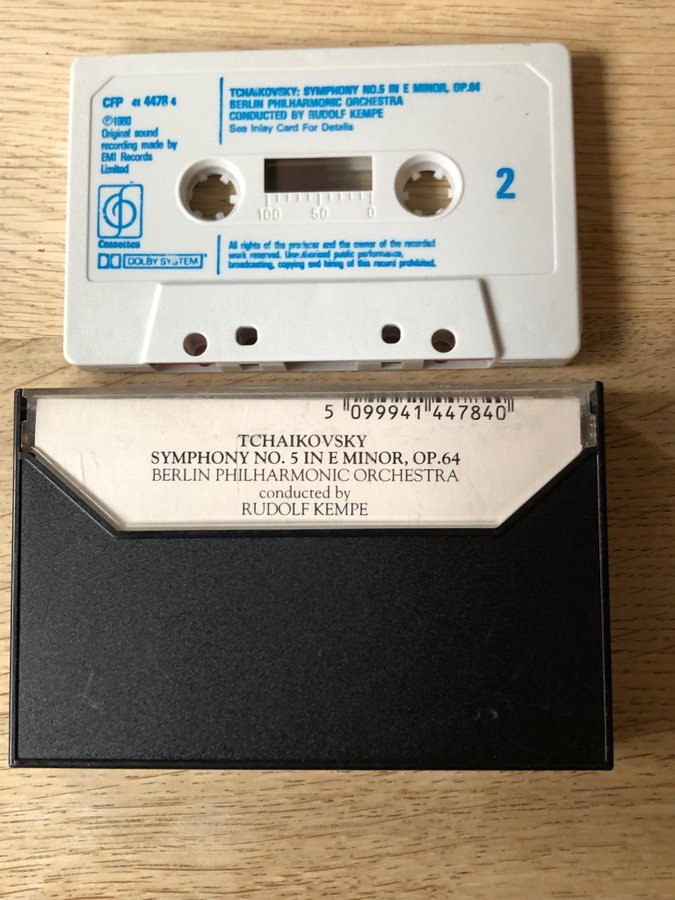 CFP 41 4478 4
℗1980
Original sound
recording made by
EMI Records
Limited
Cassettes
DOLBY SYSTEM
TCHAIKOVSKY: SYMPHONY NO.5 IN E MINOR, OP.64
BERLIN PHILHARMONIC ORCHESTRA
CONDUCTED BY RUDOLF KEMPE
See Inlay Card For Details
100 50 0
2
All rights of the producer and the owner of the recorded
work reserved. Unauthorised public performance,
broadcasting, copying and hiring of this record prohibited.
5 099941 447840
TCHAIKOVSKY
SYMPHONY NO. 5 IN E MINOR, OP.64
BERLIN PHILHARMONIC ORCHESTRA
conducted by
RUDOLF KEMPE